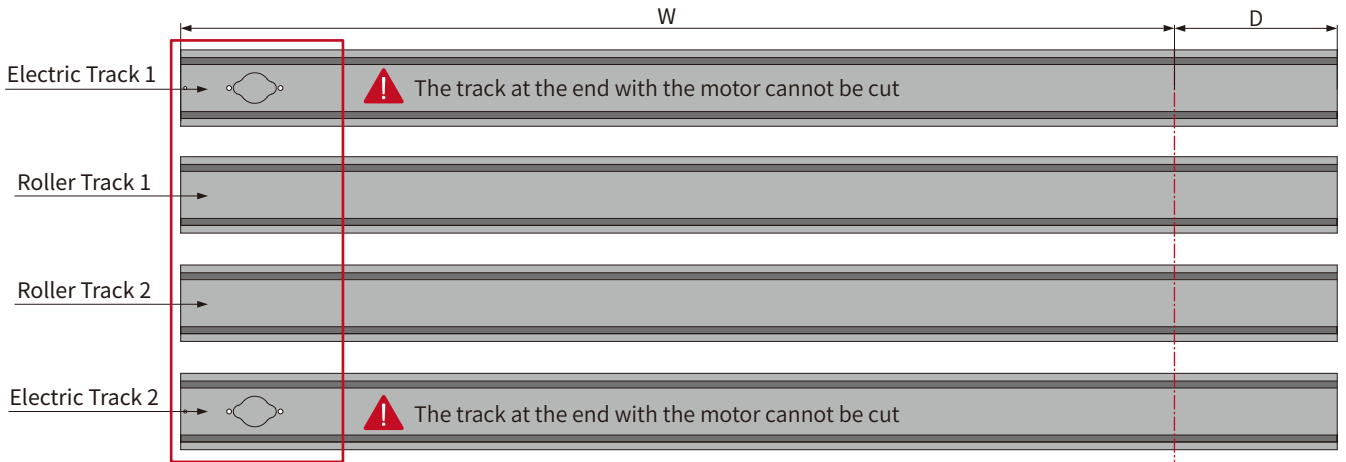 W
D
Electric Track 1
! The track at the end with the motor cannot be cut
Roller Track 1
Roller Track 2
Electric Track 2
! The track at the end with the motor cannot be cut